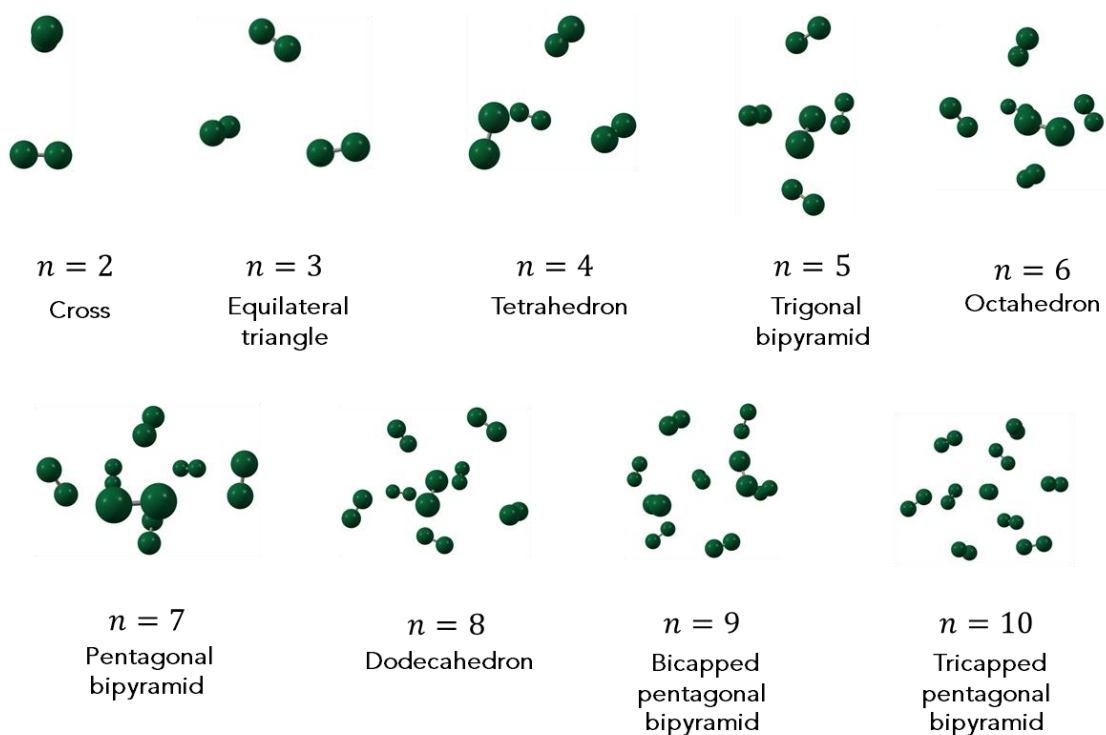 n = 2
Cross
n = 3
Equilateral
triangle
n = 4
Tetrahedron
n = 5
Trigonal
bipyramid
n = 6
Octahedron
n = 7
Pentagonal
bipyramid
n = 8
Dodecahedron
n = 9
Bicapped
pentagonal
bipyramid
n = 10
Tricapped
pentagonal
bipyramid